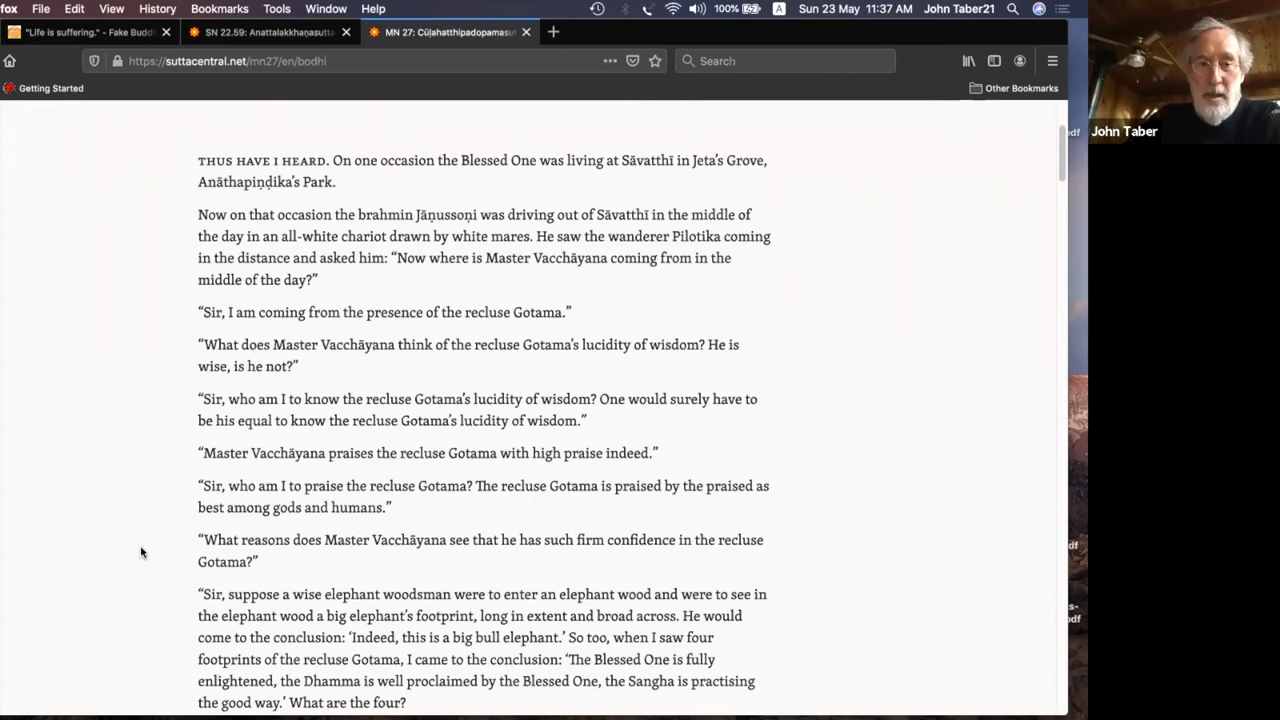 fox File Edit View History Bookmarks Tools Window Help 100% A Sun 23 May 11:37 AM John Taber21
"Life is suffering." - Fake Budd
SN 22.59: Anattalakkhaṇasutta
MN 27: Cūḷahatthipadopamasut
https://suttacentral.net/mn27/en/bodhi
Search
Getting Started
Other Bookmarks
THUS HAVE I HEARD. On one occasion the Blessed One was living at Sāvatthī in Jeta’s Grove,
Anāthapiṇḍika’s Park.
Now on that occasion the brahmin Jāṇussoṇi was driving out of Sāvatthī in the middle of
the day in an all-white chariot drawn by white mares. He saw the wanderer Pilotika coming
in the distance and asked him: “Now where is Master Vacchāyana coming from in the
middle of the day?”
“Sir, I am coming from the presence of the recluse Gotama.”
“What does Master Vacchāyana think of the recluse Gotama’s lucidity of wisdom? He is
wise, is he not?”
“Sir, who am I to know the recluse Gotama’s lucidity of wisdom? One would surely have to
be his equal to know the recluse Gotama’s lucidity of wisdom.”
“Master Vacchāyana praises the recluse Gotama with high praise indeed.”
“Sir, who am I to praise the recluse Gotama? The recluse Gotama is praised by the praised as
best among gods and humans.”
“What reasons does Master Vacchāyana see that he has such firm confidence in the recluse
Gotama?”
“Sir, suppose a wise elephant woodsman were to enter an elephant wood and were to see in
the elephant wood a big elephant’s footprint, long in extent and broad across. He would
come to the conclusion: ‘Indeed, this is a big bull elephant.’ So too, when I saw four
footprints of the recluse Gotama, I came to the conclusion: ‘The Blessed One is fully
enlightened, the Dhamma is well proclaimed by the Blessed One, the Sangha is practising
the good way.’ What are the four?
John Taber
df
df
s-
df